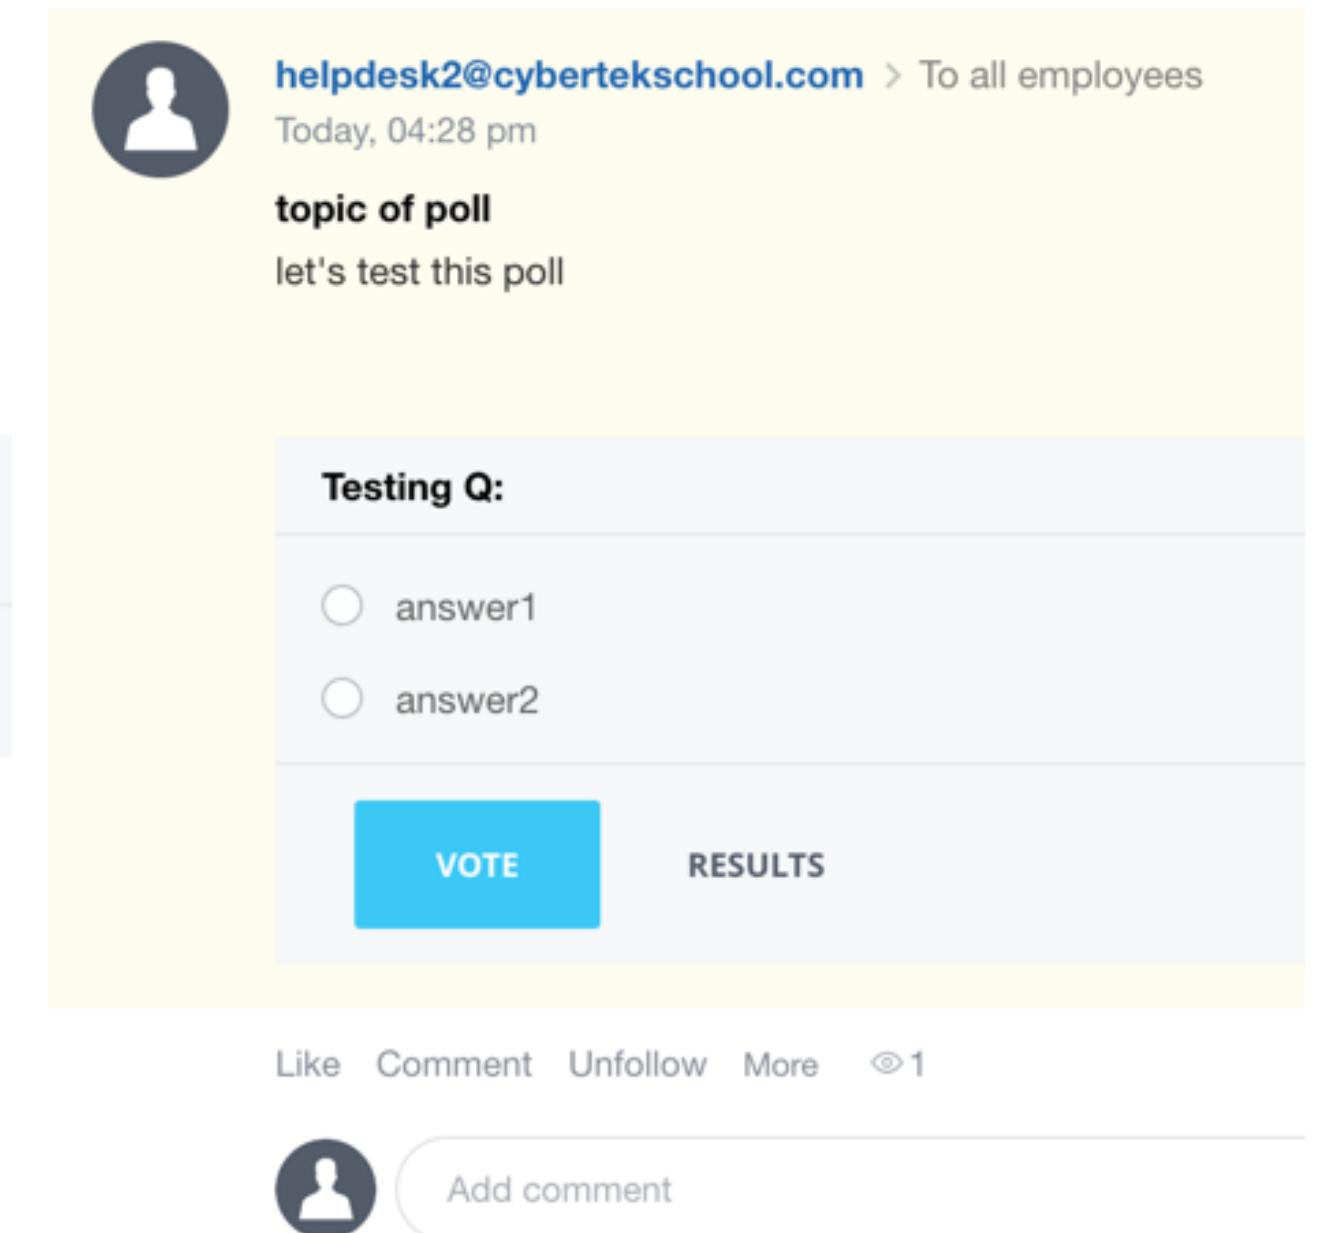 helpdesk2@cybertekschool.com > To all employees
Today, 04:28 pm
topic of poll
let's test this poll
Testing Q:
answer1
answer2
VOTE RESULTS
Like Comment Unfollow More 1
Add comment